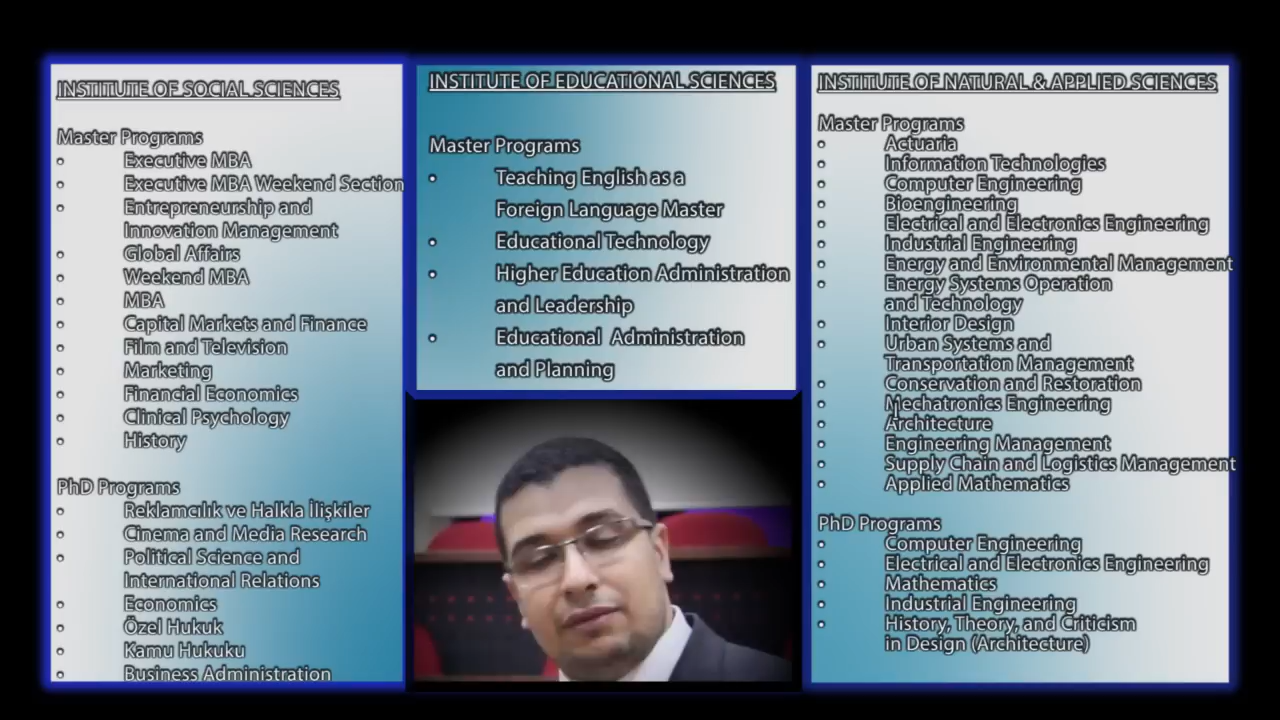 INSTITUTE OF SOCIAL SCIENCES
Master Programs
• Executive MBA
• Executive MBA Weekend Section
• Entrepreneurship and
Innovation Management
• Global Affairs
• Weekend MBA
• MBA
• Capital Markets and Finance
• Film and Television
• Marketing
• Financial Economics
• Clinical Psychology
• History
PhD Programs
• Reklamcılık ve Halkla İlişkiler
• Cinema and Media Research
• Political Science and
International Relations
• Economics
• Özel Hukuk
• Kamu Hukuku
• Business Administration
INSTITUTE OF EDUCATIONAL SCIENCES
Master Programs
• Teaching English as a
Foreign Language Master
• Educational Technology
• Higher Education Administration
and Leadership
• Educational Administration
and Planning
INSTITUTE OF NATURAL & APPLIED SCIENCES
Master Programs
• Actuaria
• Information Technologies
• Computer Engineering
• Bioengineering
• Electrical and Electronics Engineering
• Industrial Engineering
• Energy and Environmental Management
• Energy Systems Operation
and Technology
• Interior Design
• Urban Systems and
Transportation Management
• Conservation and Restoration
• Mechatronics Engineering
• Architecture
• Engineering Management
• Supply Chain and Logistics Management
• Applied Mathematics
PhD Programs
• Computer Engineering
• Electrical and Electronics Engineering
• Mathematics
• Industrial Engineering
• History, Theory, and Criticism
in Design (Architecture)